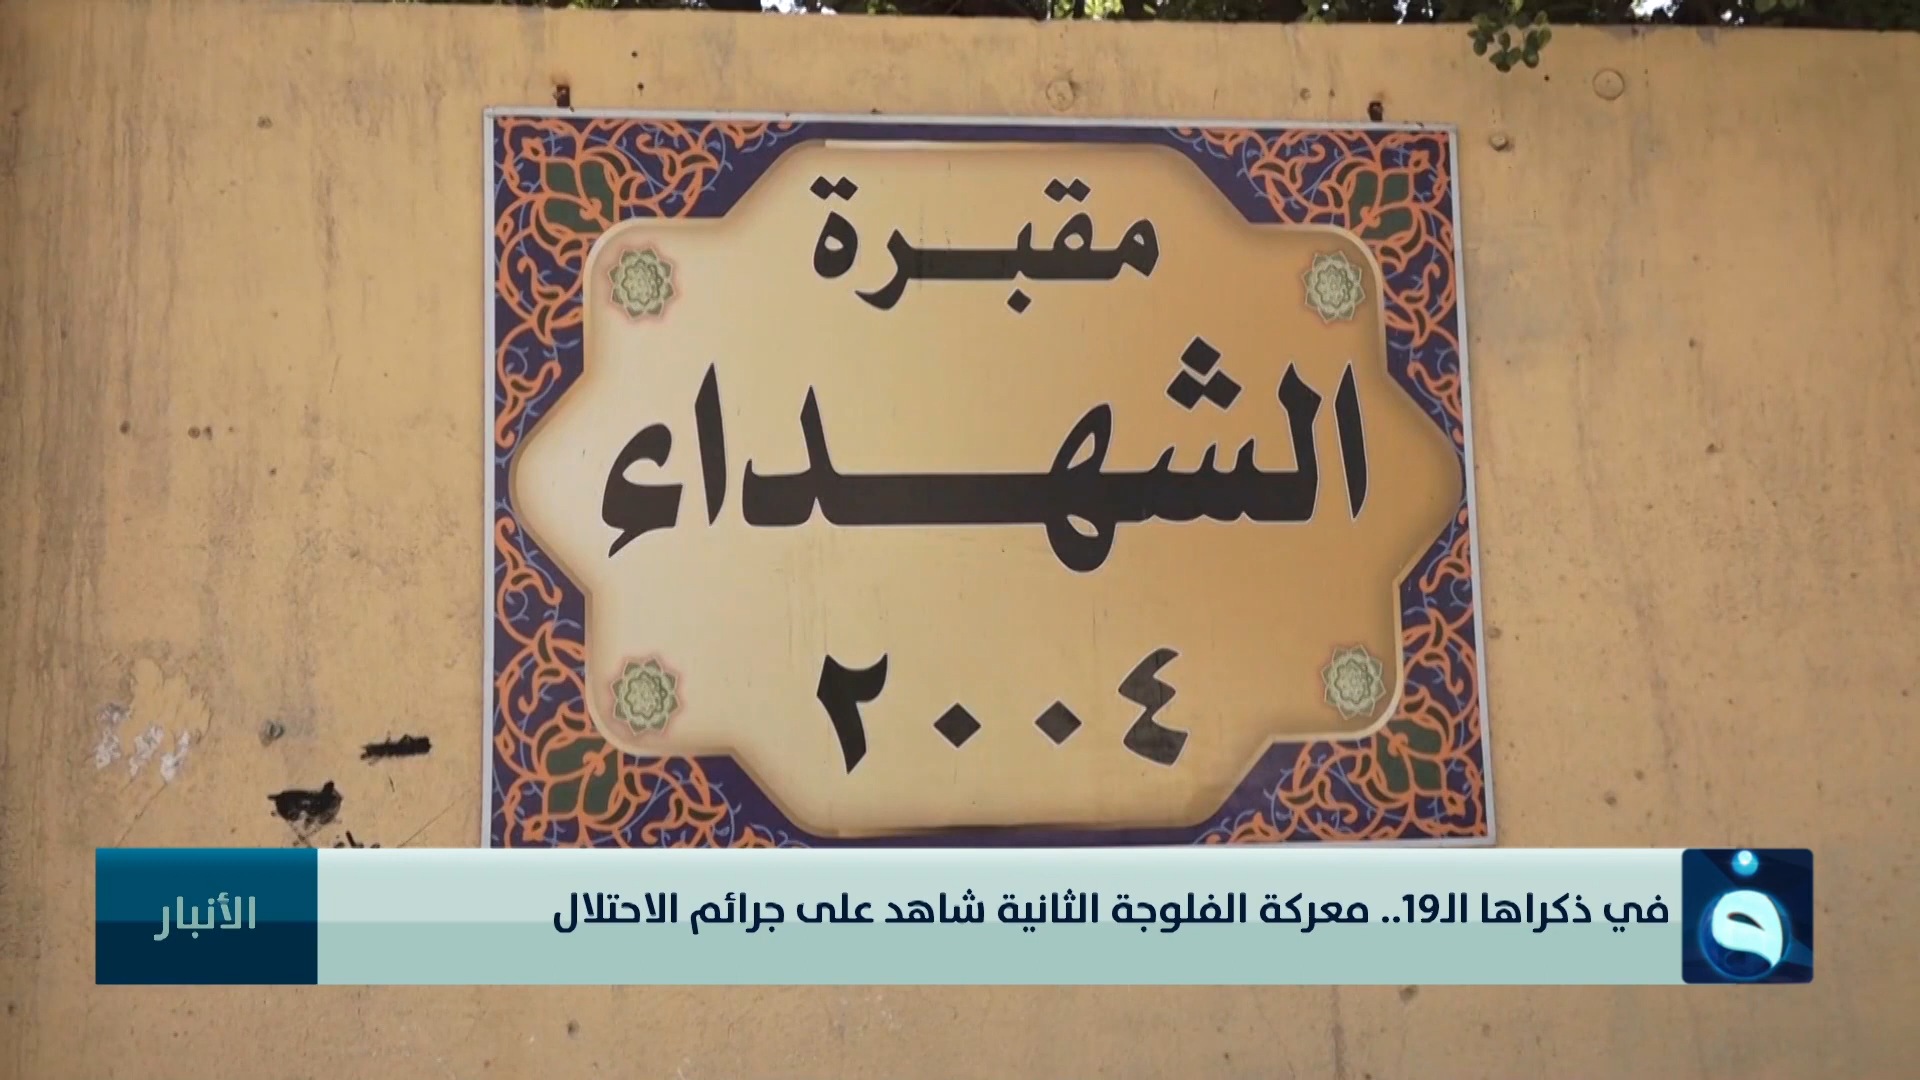 مقبرة
الشهداء
٢٠٠٤
في ذكراها الـ19.. معركة الفلوجة الثانية شاهد على جرائم الاحتلال
الأنبار